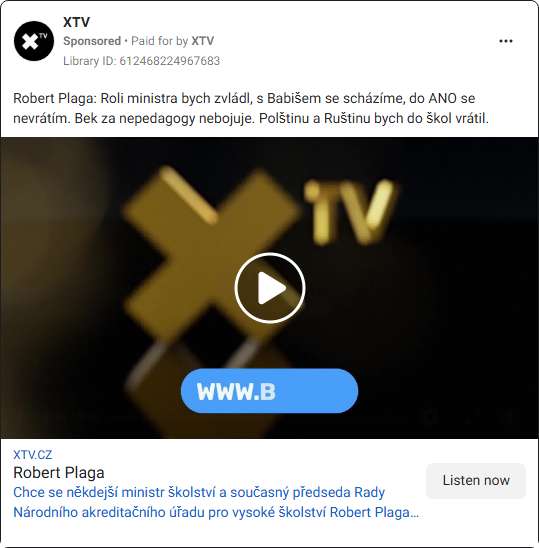 XTV
Sponsored • Paid for by XTV
Library ID: 612468224967683
Robert Plaga: Roli ministra bych zvládl, s Babišem se scházíme, do ANO se
nevrátím. Bek za nepedagogy nebojuje. Polštinu a Ruštinu bych do škol vrátil.
XTV
WWW.B
XTV.CZ
Robert Plaga
Listen now
Chce se někdejší ministr školství a současný předseda Rady
Národního akreditačního úřadu pro vysoké školství Robert Plaga...